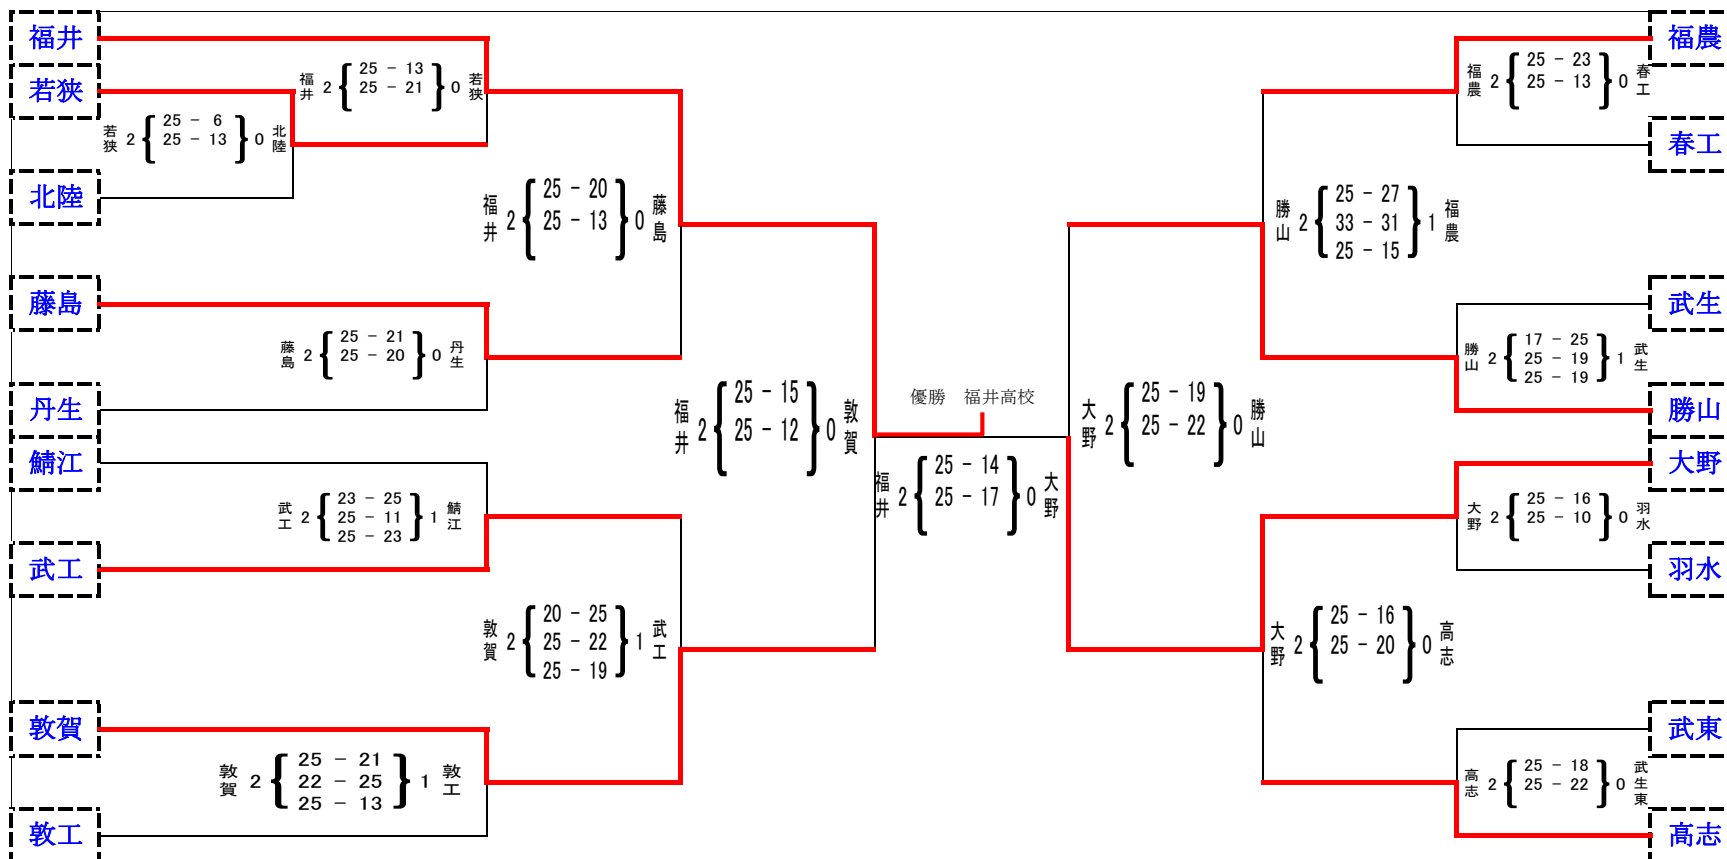 福井
若狭
北陸
藤島
丹生
鯖江
武工
敦賀
敦工
福井 2 { 25 - 13 } 0 若狭
25 - 21
若狭 2 { 25 - 6 } 0 北陸
25 - 13
福井 2 { 25 - 20 } 0 藤島
25 - 13
藤島 2 { 25 - 21 } 0 丹生
25 - 20
福井 2 { 25 - 15 } 0 敦賀
25 - 12
武工 2 { 23 - 25 } 1 鯖江
25 - 11
25 - 23
敦賀 2 { 20 - 25 } 1 武工
25 - 22
25 - 19
敦賀 2 { 25 - 21 } 1 敦工
22 - 25
25 - 13
優勝 福井高校
福井 2 { 25 - 14 } 0 大野
25 - 17
福農 2 { 25 - 23 } 0 春工
25 - 13
勝山 2 { 25 - 27 } 1 福農
33 - 31
25 - 15
勝山 2 { 17 - 25 } 1 武生
25 - 19
25 - 19
大野 2 { 25 - 19 } 0 勝山
25 - 22
大野 2 { 25 - 16 } 0 羽水
25 - 10
大野 2 { 25 - 16 } 0 高志
25 - 20
高志 2 { 25 - 18 } 0 武生東
25 - 22
福農
春工
武生
勝山
大野
羽水
武東
高志